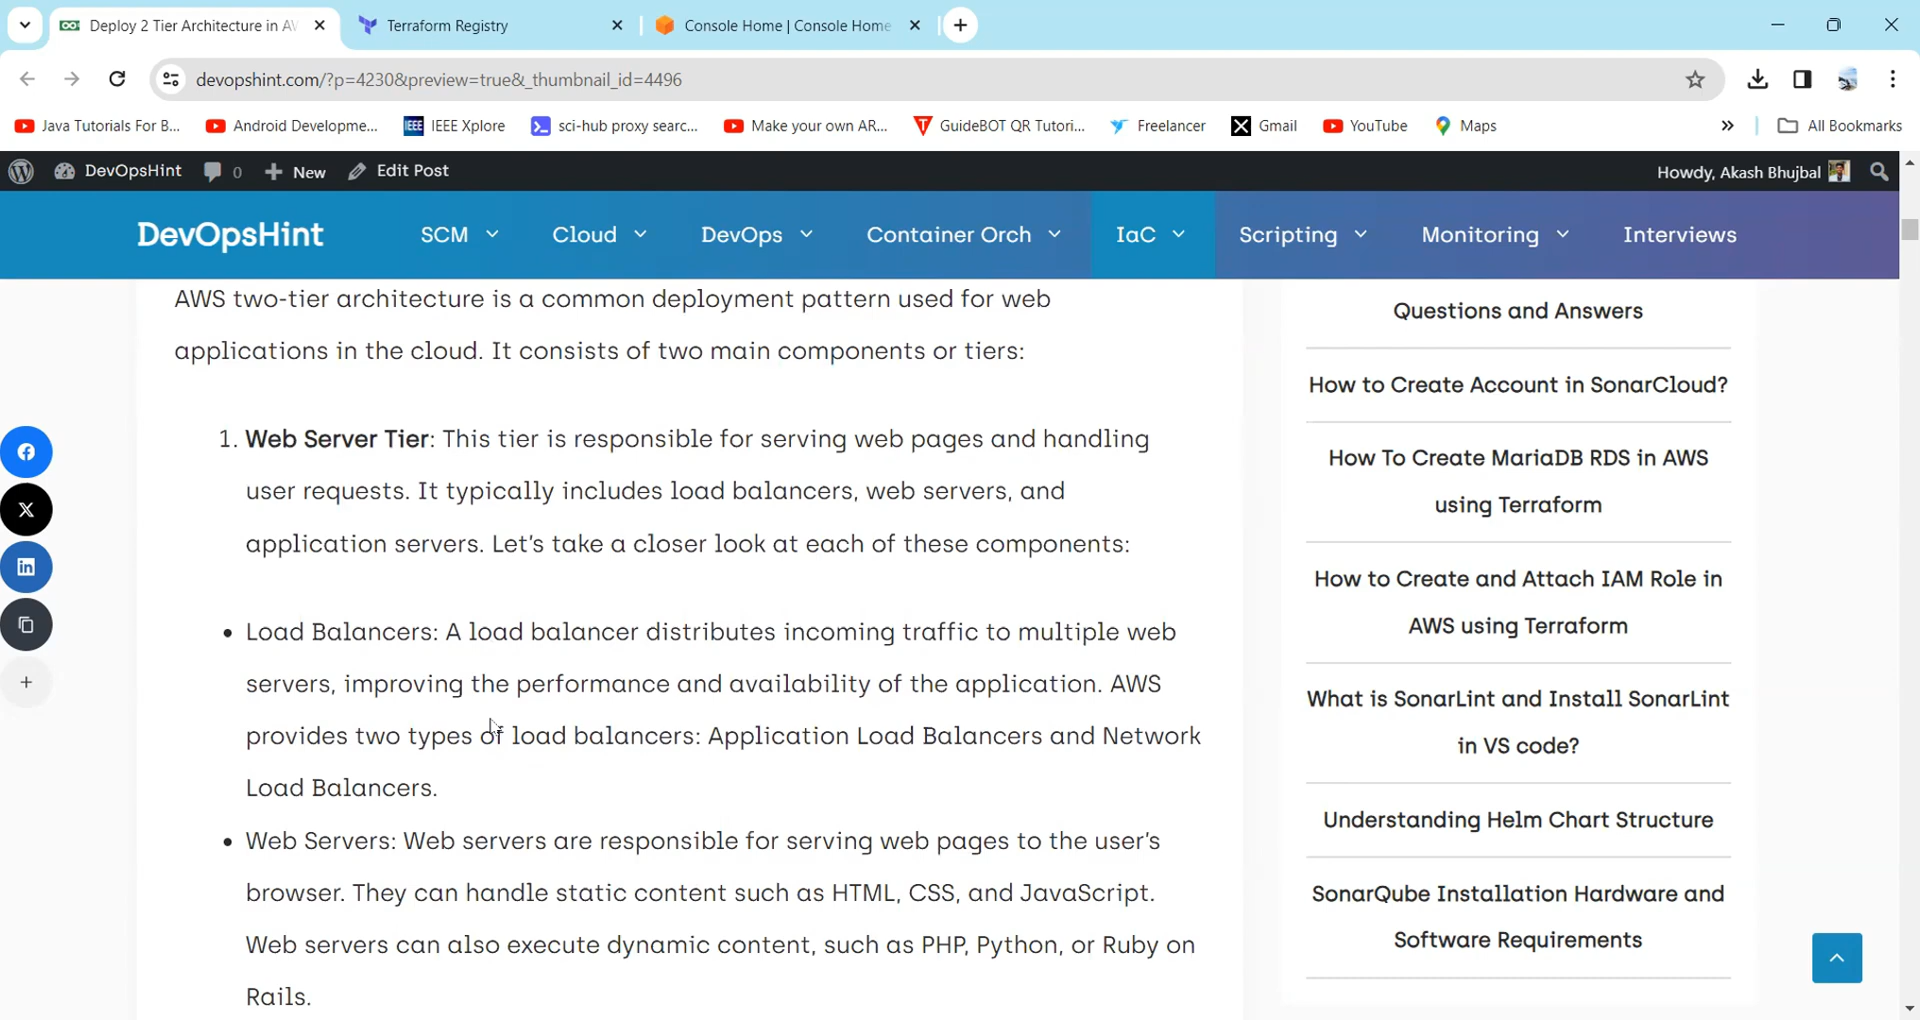 Deploy 2 Tier Architecture in AV
Terraform Registry
Console Home | Console Home
devopshint.com/?p=4230&preview=true&_thumbnail_id=4496
Java Tutorials For B...
Android Developme...
IEEE
IEEE Xplore
sci-hub proxy searc...
Make your own AR...
GuideBOT QR Tutori...
Freelancer
Gmail
YouTube
Maps
All Bookmarks
DevOpsHint
0
New
Edit Post
Howdy, Akash Bhujbal
DevOpsHint
SCM
Cloud
DevOps
Container Orch
IaC
Scripting
Monitoring
Interviews
AWS two-tier architecture is a common deployment pattern used for web
applications in the cloud. It consists of two main components or tiers:
1. Web Server Tier: This tier is responsible for serving web pages and handling
user requests. It typically includes load balancers, web servers, and
application servers. Let's take a closer look at each of these components:
• Load Balancers: A load balancer distributes incoming traffic to multiple web
servers, improving the performance and availability of the application. AWS
provides two types of load balancers: Application Load Balancers and Network
Load Balancers.
• Web Servers: Web servers are responsible for serving web pages to the user's
browser. They can handle static content such as HTML, CSS, and JavaScript.
Web servers can also execute dynamic content, such as PHP, Python, or Ruby on
Rails.
Questions and Answers
How to Create Account in SonarCloud?
How To Create MariaDB RDS in AWS
using Terraform
How to Create and Attach IAM Role in
AWS using Terraform
What is SonarLint and Install SonarLint
in VS code?
Understanding Helm Chart Structure
SonarQube Installation Hardware and
Software Requirements